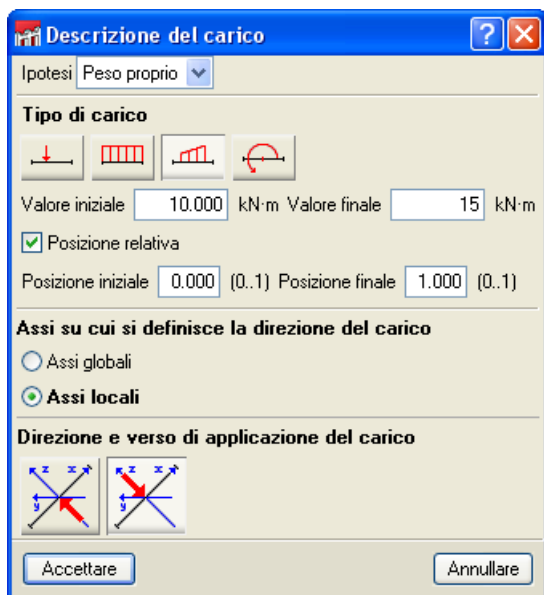 Descrizione del carico
Ipotesi Peso proprio
Tipo di carico
Valore iniziale 10.000 kN·m Valore finale 15 kN·m
Posizione relativa
Posizione iniziale 0.000 (0..1) Posizione finale 1.000 (0..1)
Assi su cui si definisce la direzione del carico
Assi globali
Assi locali
Direzione e verso di applicazione del carico
z x y z x y
Accettare Annullare